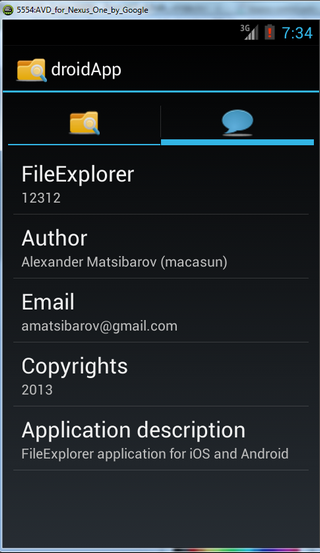 5554:AVD_for_Nexus_One_by_Google
3G
7:34
droidApp
FileExplorer
12312
Author
Alexander Matsibarov (macasun)
Email
amatsibarov@gmail.com
Copyrights
2013
Application description
FileExplorer application for iOS and Android